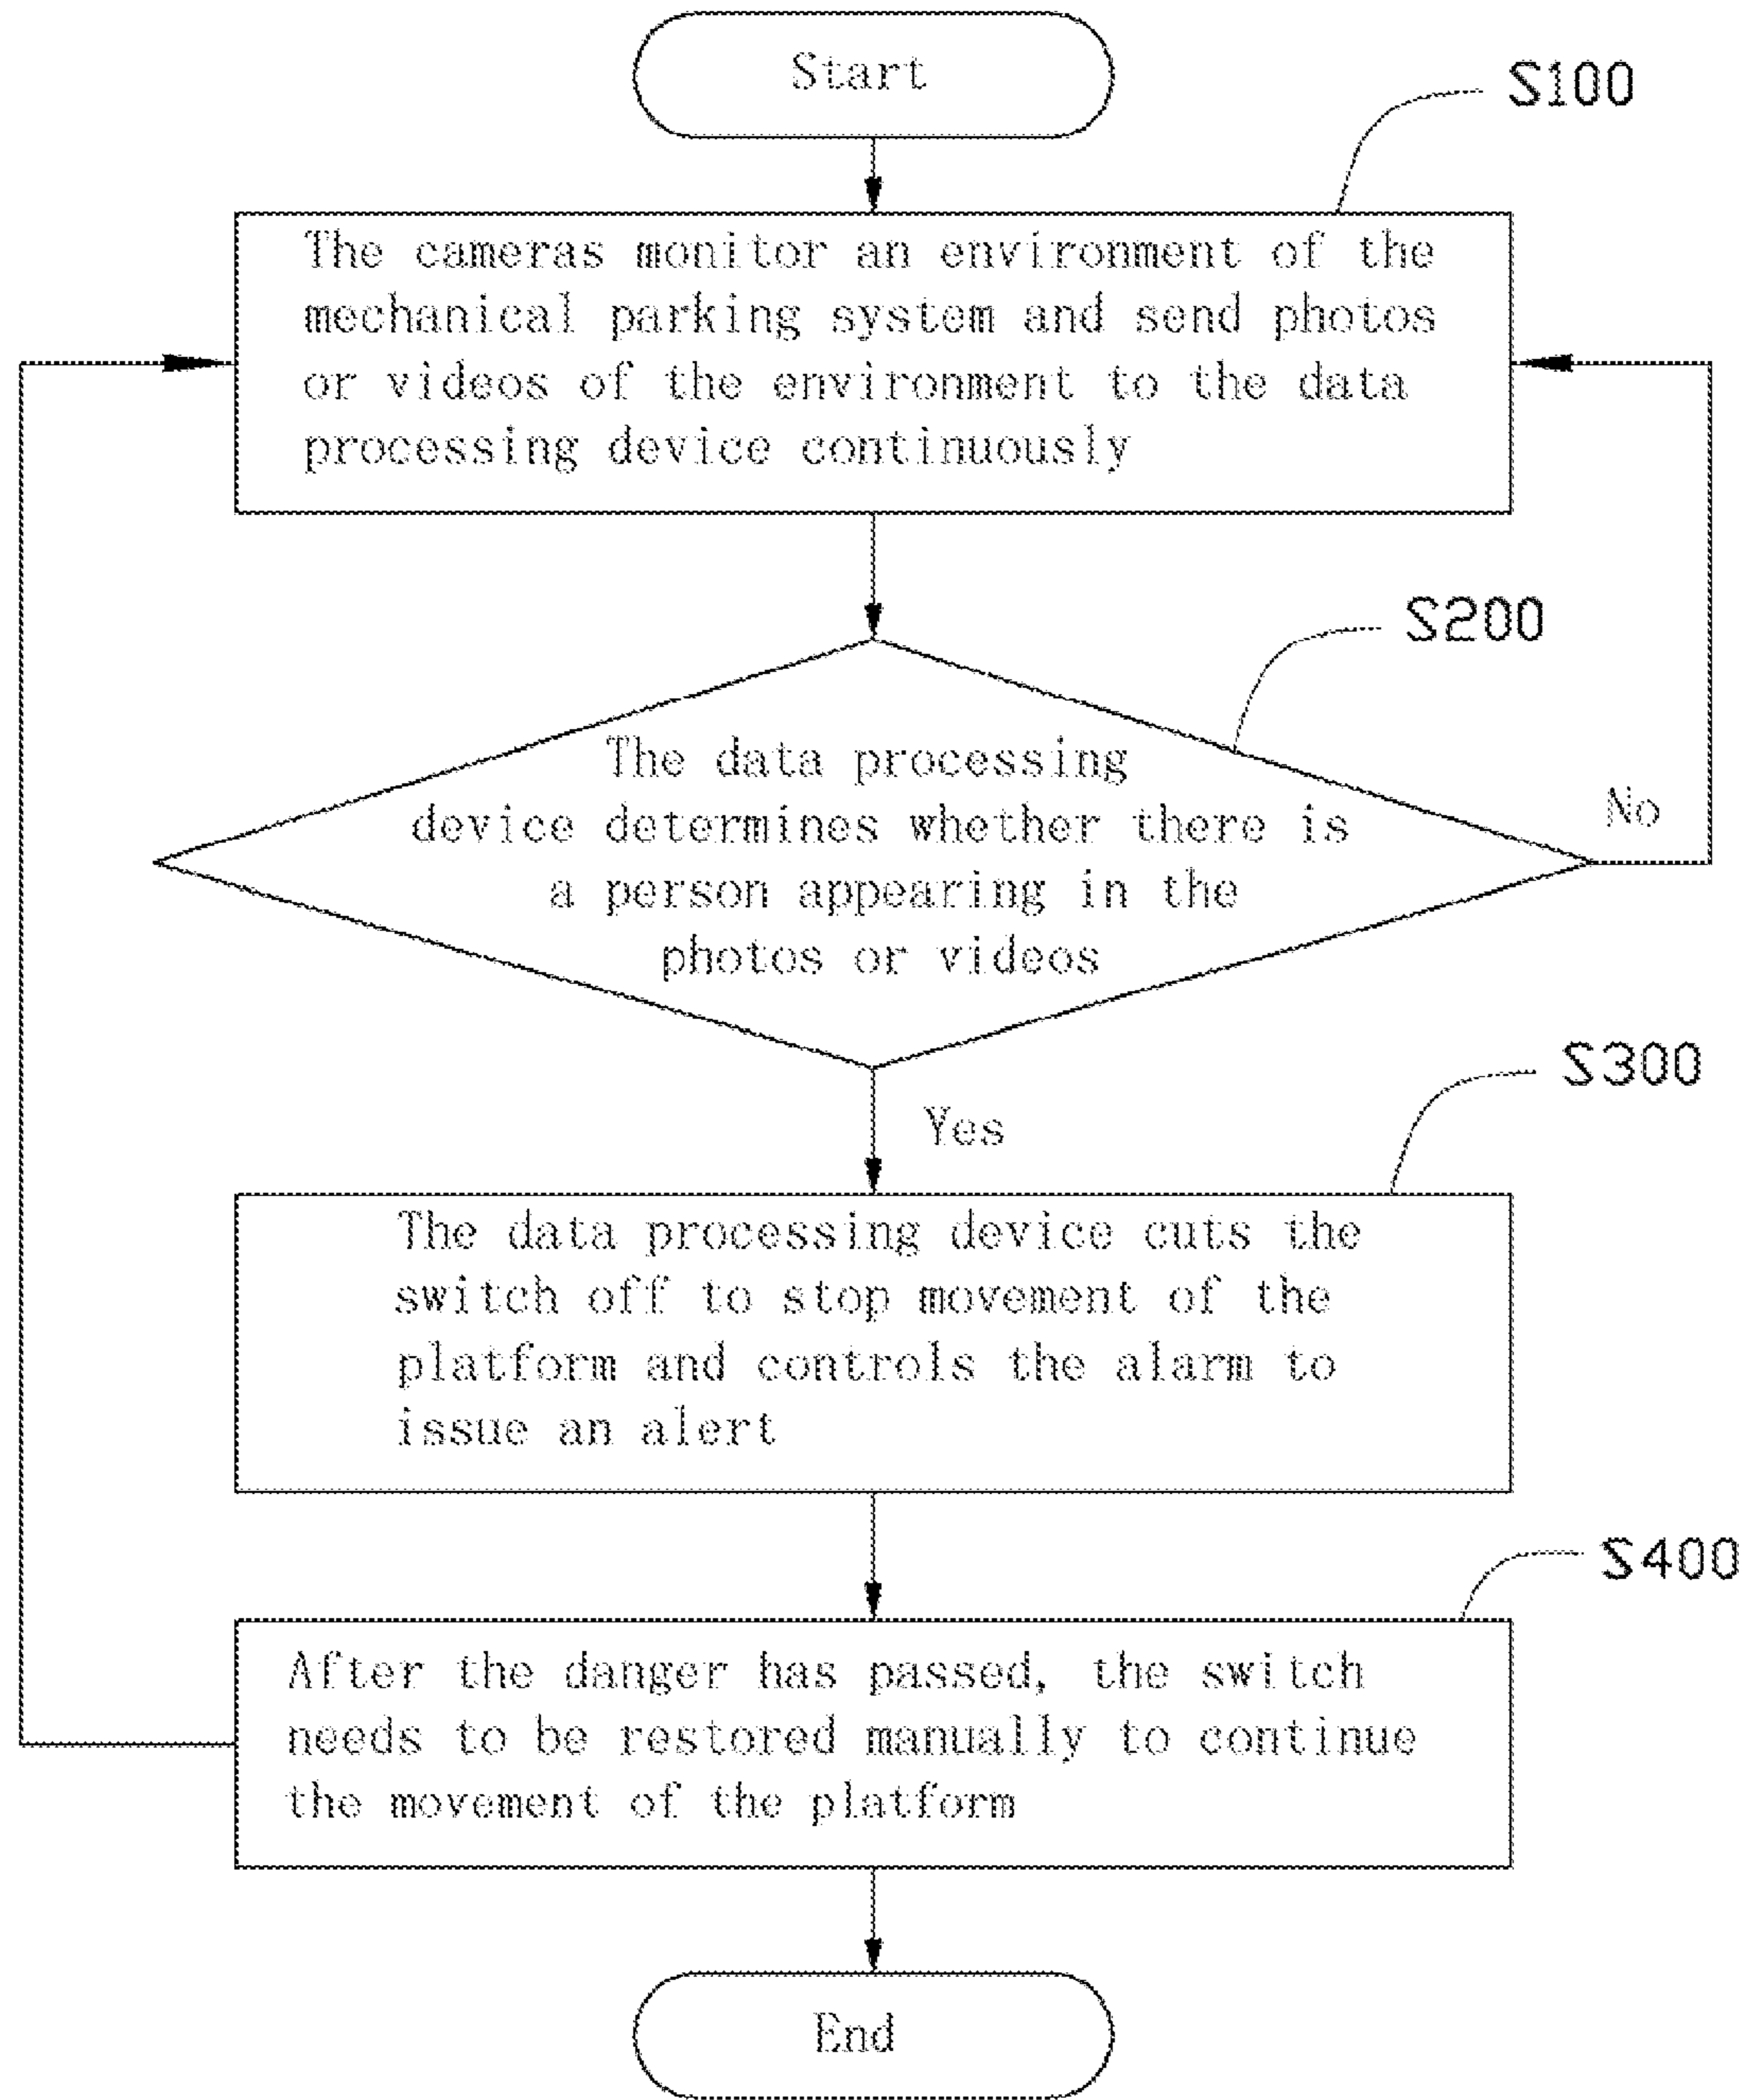 Start
S100
The cameras monitor an environment of the
mechanical parking system and send photos
or videos of the environment to the data
processing device continuously
S200
The data processing
device determines whether there is
a person appearing in the
photos or videos
No
Yes
S300
The data processing device cuts the
switch off to stop movement of the
platform and controls the alarm to
issue an alert
S400
After the danger has passed, the switch
needs to be restored manually to continue
the movement of the platform
End